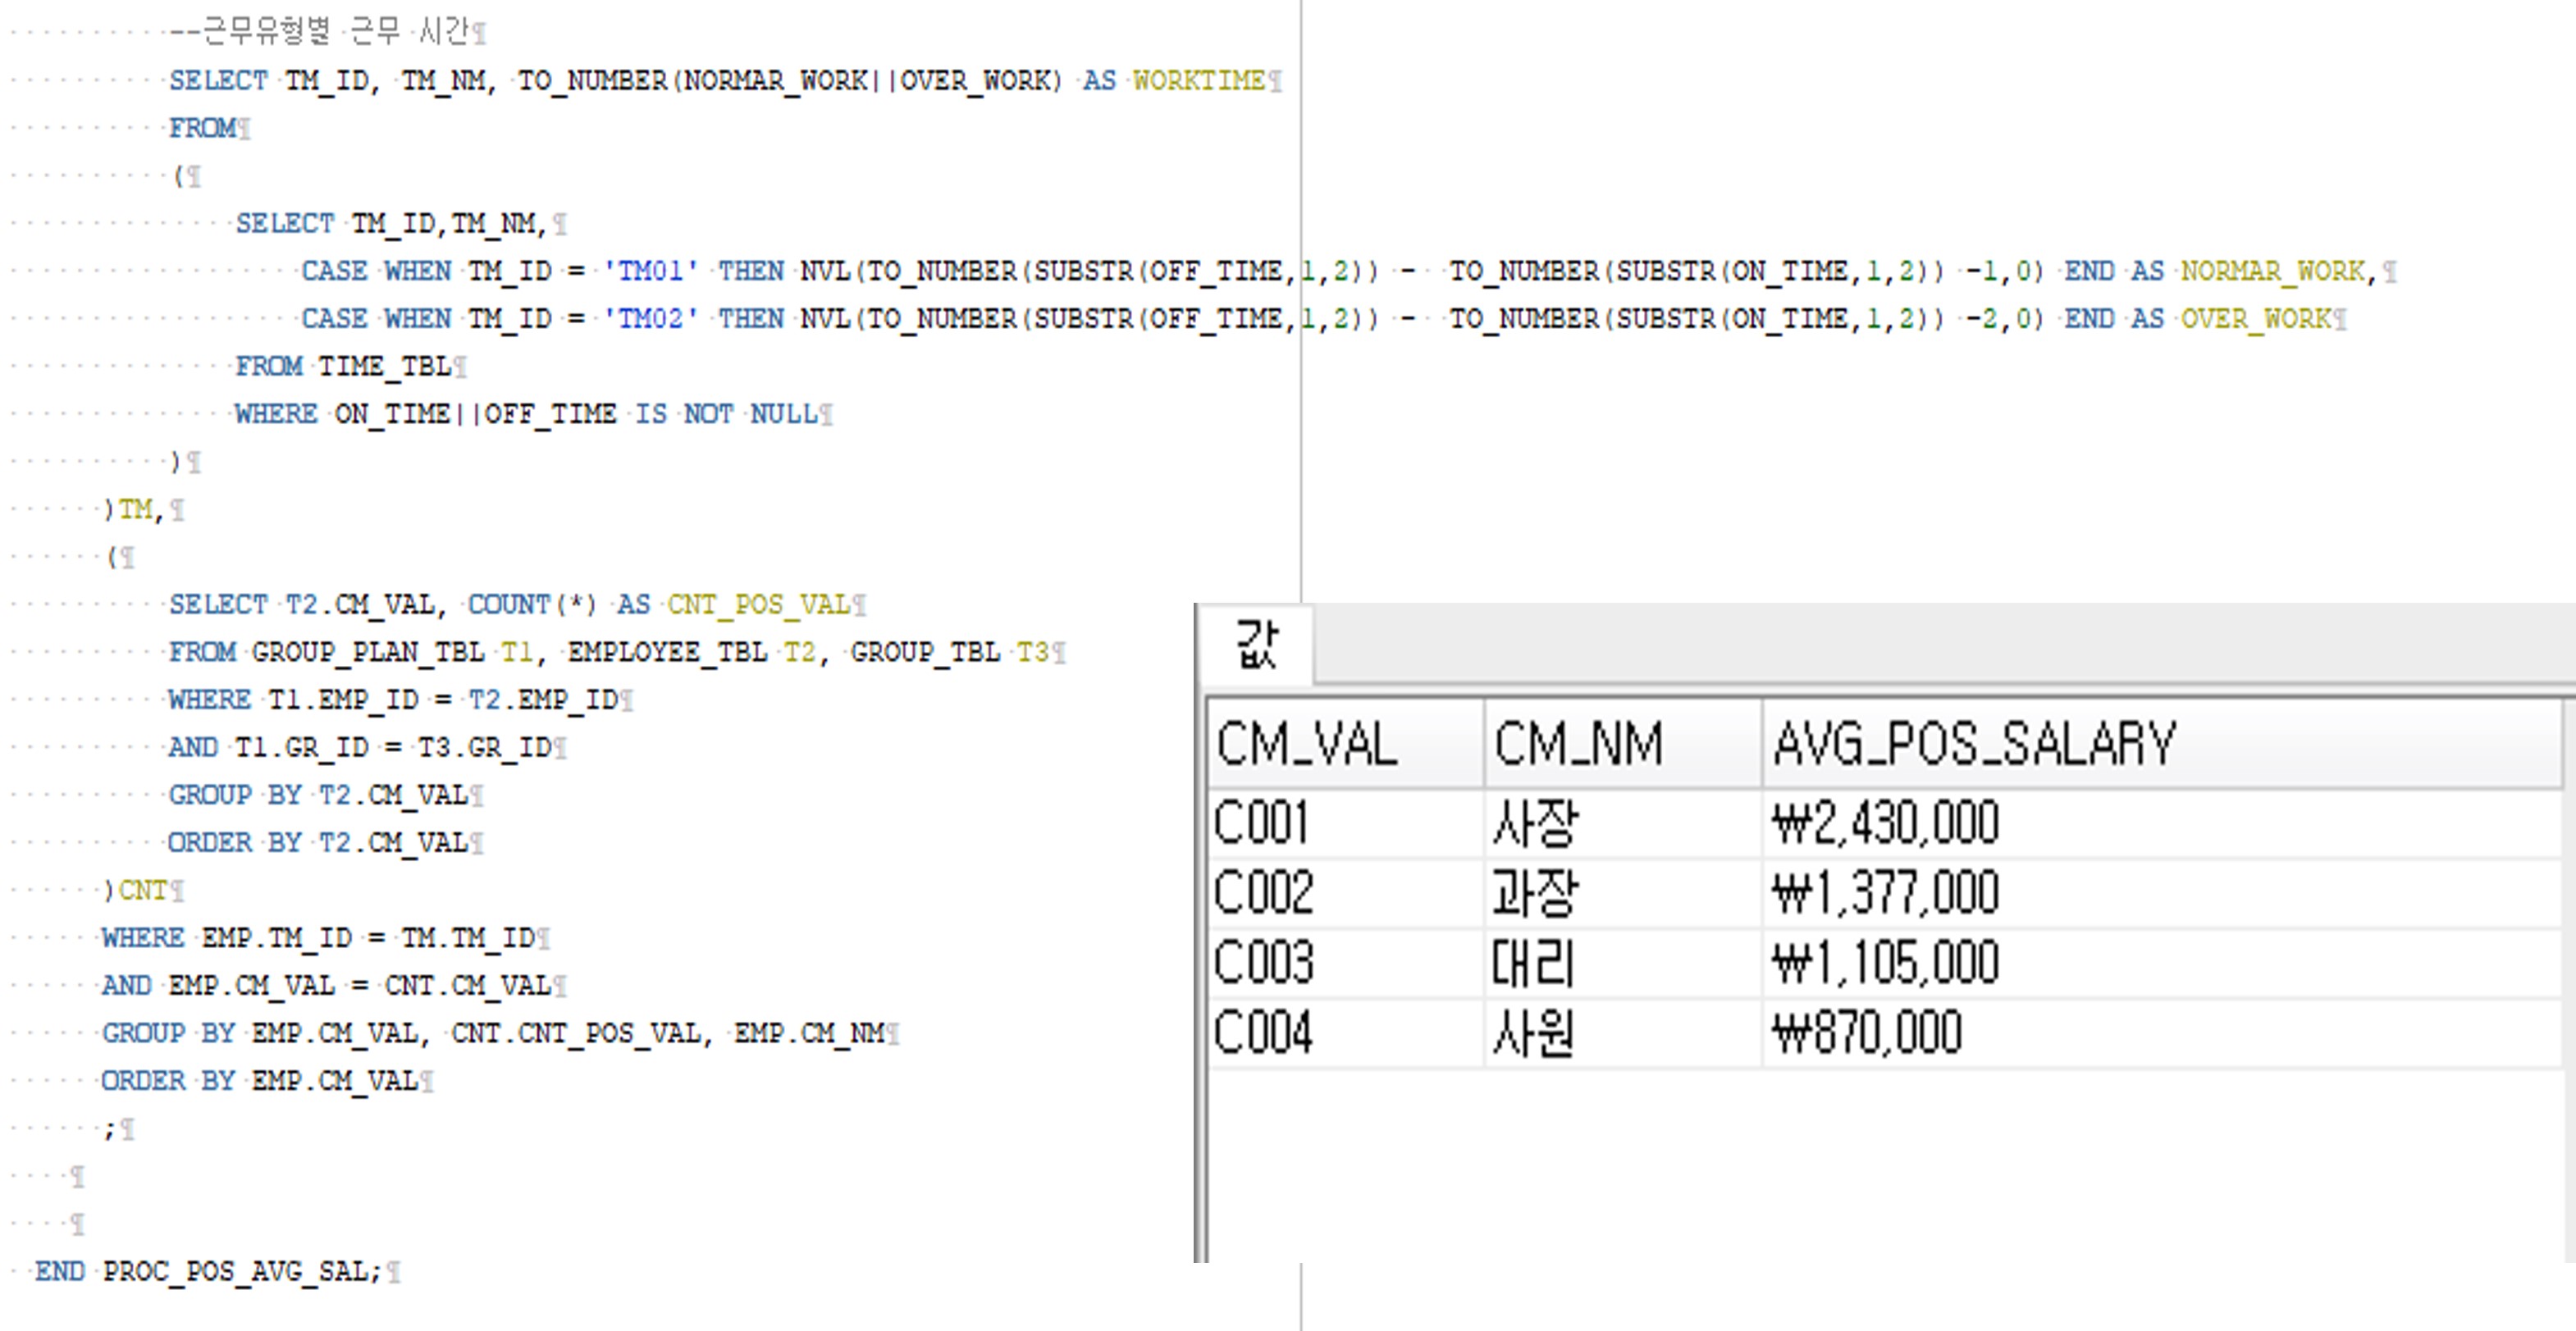 --근무유형별 근무 시간
SELECT TM_ID, TM_NM, TO_NUMBER(NORMAR_WORK||OVER_WORK) AS WORKTIME
FROM
(
SELECT TM_ID,TM_NM,
CASE WHEN TM_ID = 'TM01' THEN NVL(TO_NUMBER(SUBSTR(OFF_TIME,1,2)) - TO_NUMBER(SUBSTR(ON_TIME,1,2)) -1,0) END AS NORMAR_WORK,
CASE WHEN TM_ID = 'TM02' THEN NVL(TO_NUMBER(SUBSTR(OFF_TIME,1,2)) - TO_NUMBER(SUBSTR(ON_TIME,1,2)) -2,0) END AS OVER_WORK
FROM TIME_TBL
WHERE ON_TIME||OFF_TIME IS NOT NULL
)
)TM,
(
SELECT T2.CM_VAL, COUNT(*) AS CNT_POS_VAL
FROM GROUP_PLAN_TBL T1, EMPLOYEE_TBL T2, GROUP_TBL T3
WHERE T1.EMP_ID = T2.EMP_ID
AND T1.GR_ID = T3.GR_ID
GROUP BY T2.CM_VAL
ORDER BY T2.CM_VAL
)CNT
WHERE EMP.TM_ID = TM.TM_ID
AND EMP.CM_VAL = CNT.CM_VAL
GROUP BY EMP.CM_VAL, CNT.CNT_POS_VAL, EMP.CM_NM
ORDER BY EMP.CM_VAL
;
END PROC_POS_AVG_SAL;
값
CM_VAL CM_NM AVG_POS_SALARY
C001 사장 ₩2,430,000
C002 과장 ₩1,377,000
C003 대리 ₩1,105,000
C004 사원 ₩870,000